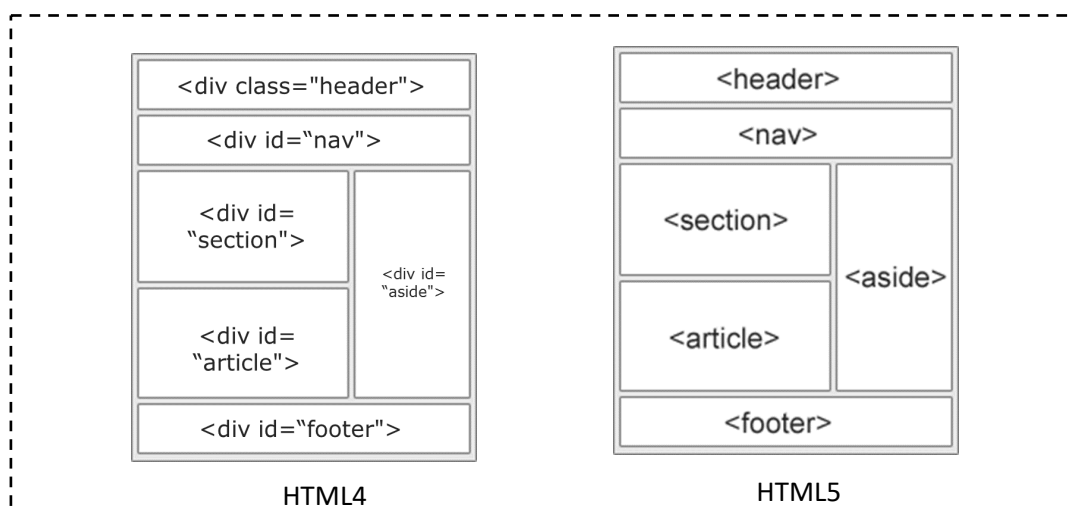 <div class="header">
<div id=“nav">
<div id=
“section">
<div id=
“aside">
<div id=
“article">
<div id=“footer">
HTML4
<header>
<nav>
<section>
<aside>
<article>
<footer>
HTML5